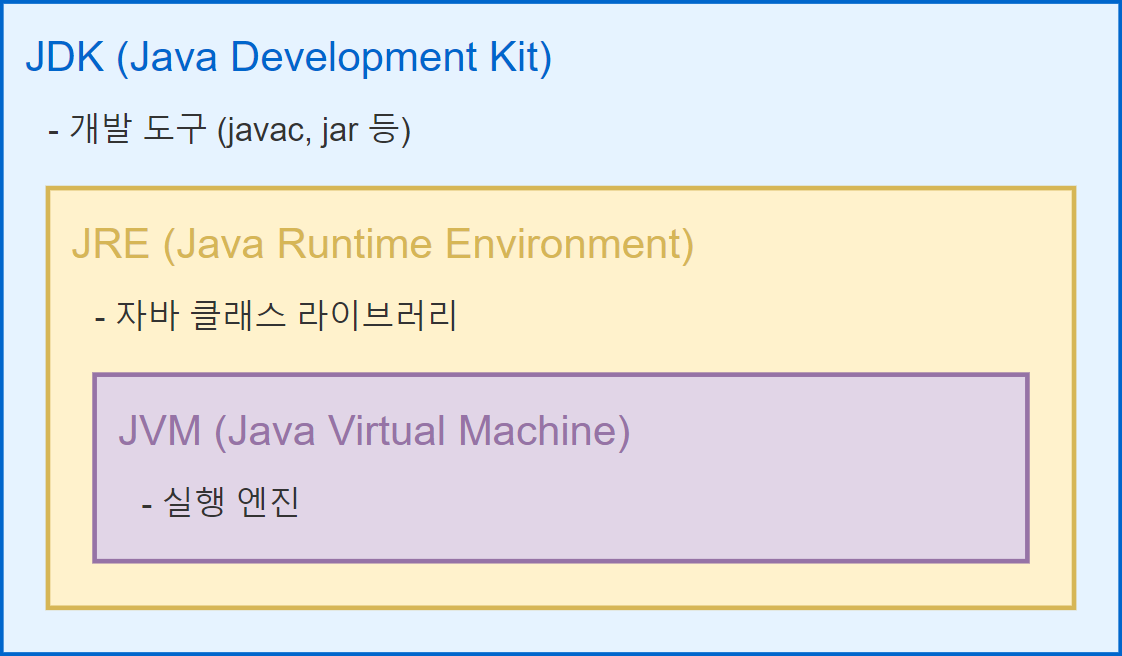 JDK (Java Development Kit)
- 개발 도구 (javac, jar 등)
JRE (Java Runtime Environment)
- 자바 클래스 라이브러리
JVM (Java Virtual Machine)
- 실행 엔진